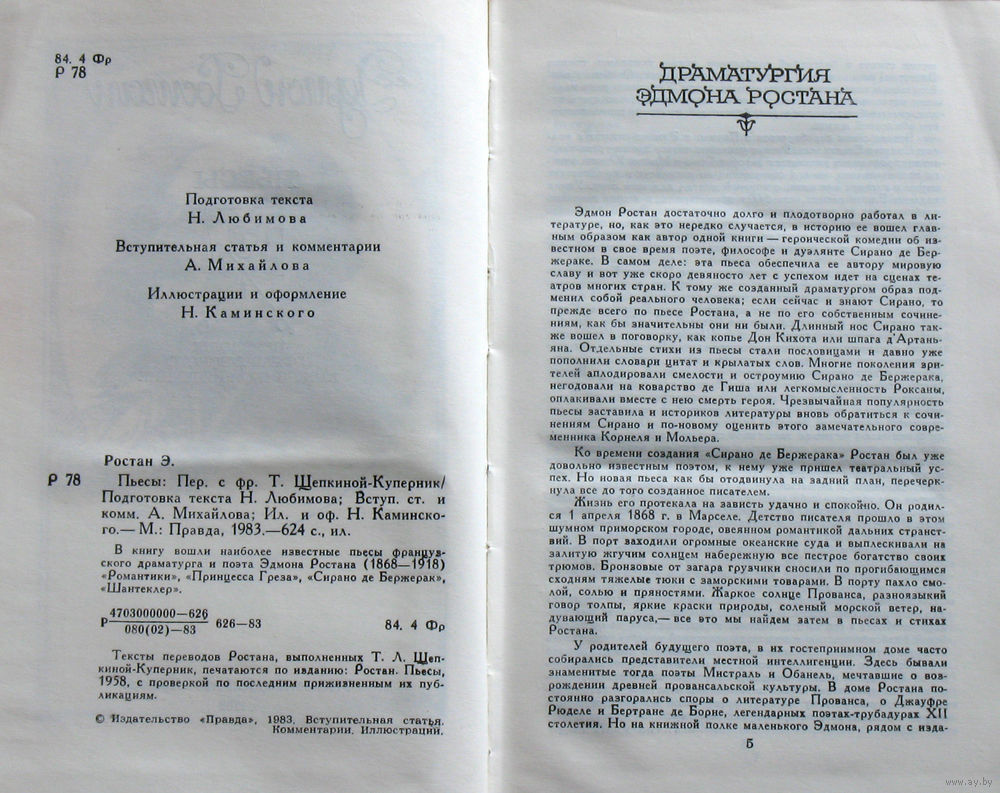 84. 4 Фр
Р 78
Подготовка текста
Н. Любимова
Вступительная статья и комментарии
А. Михайлова
Иллюстрации и оформление
Н. Каминского
Ростан Э.
Р 78 Пьесы: Пер. с фр. Т. Щепкиной-Куперник/
Подготовка текста Н. Любимова; Вступ. ст. и
комм. А. Михайлова; Ил. и оф. Н. Каминско-
го.— М.: Правда, 1983.—624 с., ил.
В книгу вошли наиболее известные пьесы француз-
ского драматурга и поэта Эдмона Ростана (1868—1918)
«Романтики», «Принцесса Греза», «Сирано де Бержерак»,
«Шантеклер».
Р 4703000000—626
080(02)—83 626—83 84. 4 Фр
Тексты переводов Ростана, выполненных Т. Л. Щеп-
киной-Куперник, печатаются по изданию: Ростан. Пьесы,
1958, с проверкой по последним прижизненным их пуб-
ликациям.
© Издательство «Правда», 1983. Вступительная статья.
Комментарии. Иллюстраций.
ДРАМАТУРГИЯ
ЭДМОНА РОСТАНА
Эдмон Ростан достаточно долго и плодотворно работал в ли-
тературе, но, как это нередко случается, в историю ее вошел глав-
ным образом как автор одной книги — героической комедии об из-
вестном в свое время поэте, философе и дуэлянте Сирано де Бер-
жераке. В самом деле: эта пьеса обеспечила ее автору мировую
славу и вот уже скоро девяносто лет с успехом идет на сценах те-
атров многих стран. К тому же созданный драматургом образ под-
менил собой реального человека; если сейчас и знают Сирано, то
прежде всего по пьесе Ростана, а не по его собственным сочине-
ниям, как бы значительны они ни были. Длинный нос Сирано так-
же вошел в поговорку, как копье Дон Кихота или шпага д'Артань-
яна. Отдельные стихи из пьесы стали пословицами и давно уже
пополнили словари цитат и крылатых слов. Многие поколения зри-
телей аплодировали смелости и остроумию Сирано де Бержерака,
негодовали на коварство де Гиша или легкомысленность Роксаны,
оплакивали вместе с нею смерть героя. Чрезвычайная популярность
пьесы заставила и историков литературы вновь обратиться к сочи-
нениям Сирано и по-новому оценить этого замечательного совре-
менника Корнеля и Мольера.
Ко времени создания «Сирано де Бержерака» Ростан был уже
довольно известным поэтом, к нему уже пришел театральный ус-
пех. Но новая пьеса как бы отодвинула на задний план, перечерк-
нула все до того созданное писателем.
Жизнь его протекала на зависть удачно и спокойно. Он родил-
ся 1 апреля 1868 г. в Марселе. Детство писателя прошло в этом
шумном приморском городе, овеянном романтикой дальних странст-
вий. В порт заходили огромные океанские суда и выплескивали на
залитую жгучим солнцем набережную все пестрое богатство своих
трюмов. Бронзовые от загара грузчики сносили по прогибающимся
сходням тяжелые тюки с заморскими товарами. В порту пахло смо-
лой, солью и пряностями. Жаркое солнце Прованса, разноязыкий
говор толпы, яркие краски природы, соленый морской ветер, на-
дувающий паруса,— все это мы найдем затем в пьесах и стихах
Ростана.
У родителей будущего поэта, в их гостеприимном доме часто
собирались представители местной интеллигенции. Здесь бывали
знаменитые тогда поэты Мистраль и Обанель, мечтавшие о воз-
рождении древней провансальской культуры. В доме Ростана по-
стоянно разгорались споры о литературе Прованса, о Джауфре
Рюделе и Бертране де Борне, легендарных поэтах-трубадурах XII
столетия. Но на книжной полке маленького Эдмона, рядом с изда-
5
www.ay.by